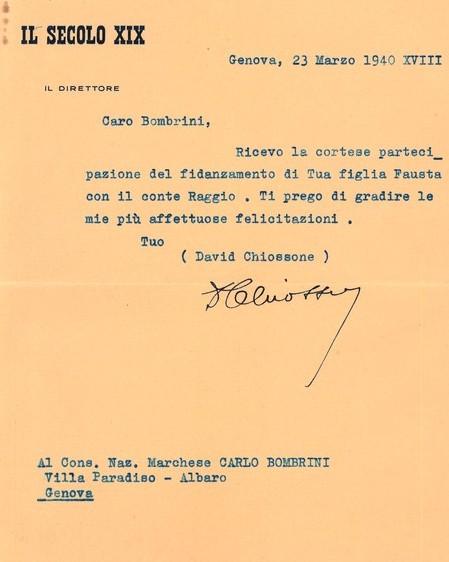 IL SECOLO XIX
Genova, 23 Marzo 1940 XVIII
IL DIRETTORE
Caro Bombrini,
Ricevo la cortese parteci_
pazione del fidanzamento di Tua figlia Fausta
con il conte Raggio . Ti prego di gradire le
mie più affettuose felicitazioni .
Tuo
( David Chiossone )
DChiossone
Al Cons. Naz. Marchese CARLO BOMBRINI
Villa Paradiso - Albaro
Genova